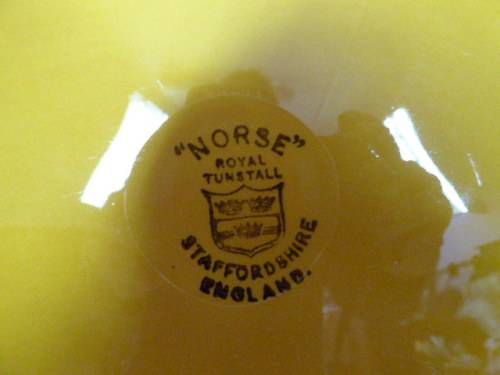 "NORSE"
ROYAL
TUNSTALL
STAFFORDSHIRE
ENGLAND.